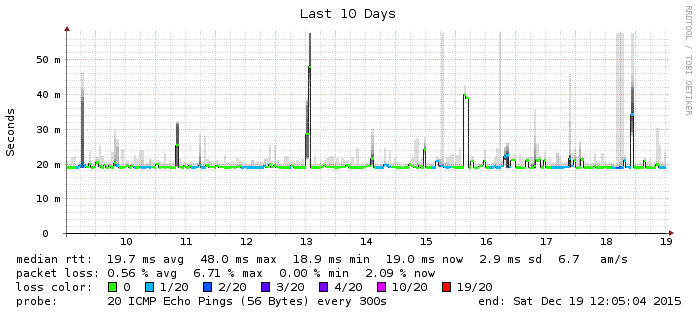 Last 10 Days
RRDTOOL / TOBI OETIKER
Seconds
50 m
40 m
30 m
20 m
10 m
0
10 11 12 13 14 15 16 17 18 19
median rtt: 19.7 ms avg 48.0 ms max 18.9 ms min 19.0 ms now 2.9 ms sd 6.7 am/s
packet loss: 0.56 % avg 6.71 % max 0.00 % min 2.09 % now
loss color: 0 1/20 2/20 3/20 4/20 10/20 19/20
probe: 20 ICMP Echo Pings (56 Bytes) every 300s end: Sat Dec 19 12:05:04 2015